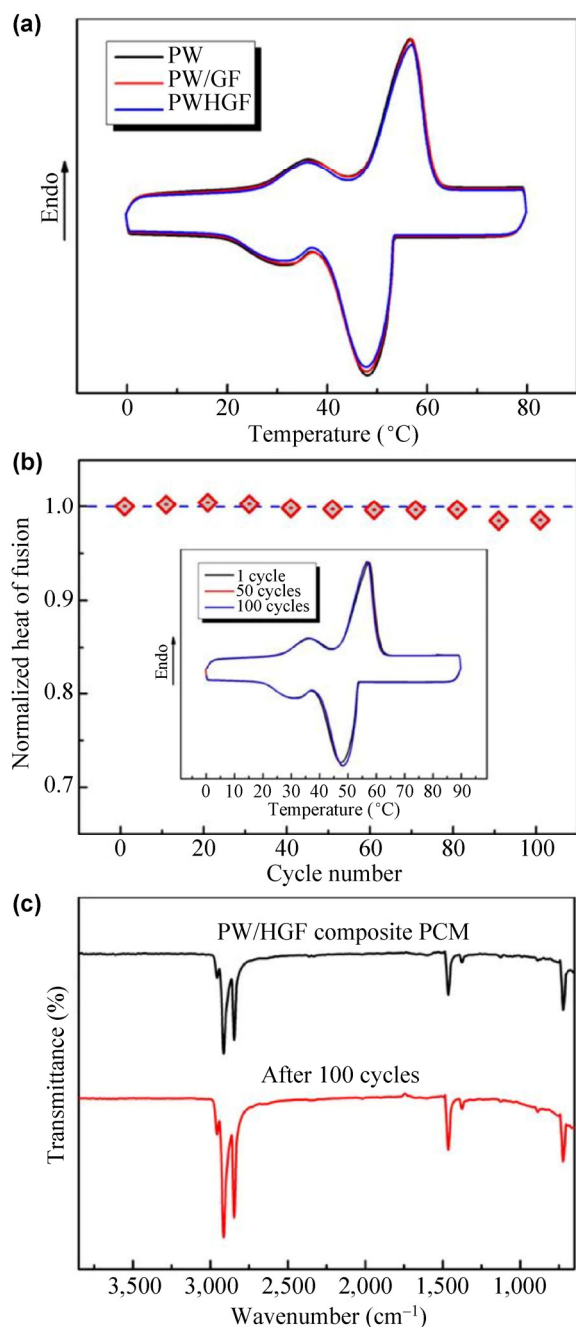 (a)
PW
PW/GF
PWHGF
Endo
0 20 40 60 80
Temperature (°C)
(b)
1.0
0.9
0.8
0.7
Normalized heat of fusion
1 cycle
50 cycles
100 cycles
Endo
0 10 20 30 40 50 60 70 80 90
Temperature (°C)
0 20 40 60 80 100
Cycle number
(c)
PW/HGF composite PCM
After 100 cycles
Transmittance (%)
3,500 3,000 2,500 2,000 1,500 1,000
Wavenumber (cm⁻¹)